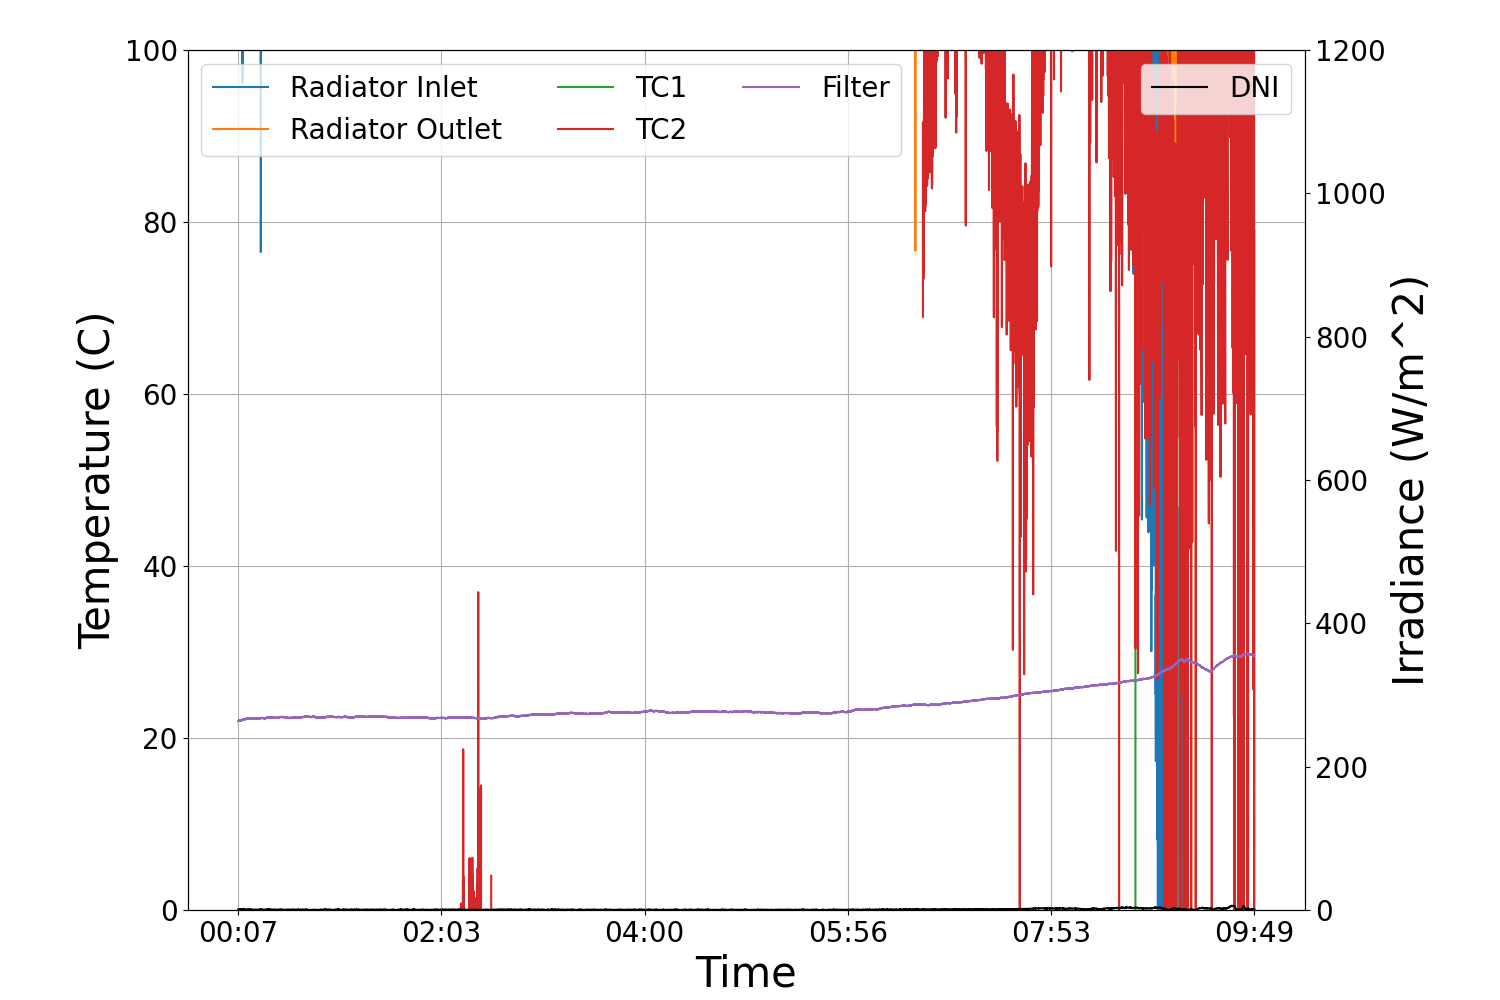 100
80
60
40
20
0
Temperature (C)
Radiator Inlet
Radiator Outlet
TC1
TC2
Filter
DNI
1200
1000
800
600
400
200
0
Irradiance (W/m^2)
00:07 02:03 04:00 05:56 07:53 09:49
Time